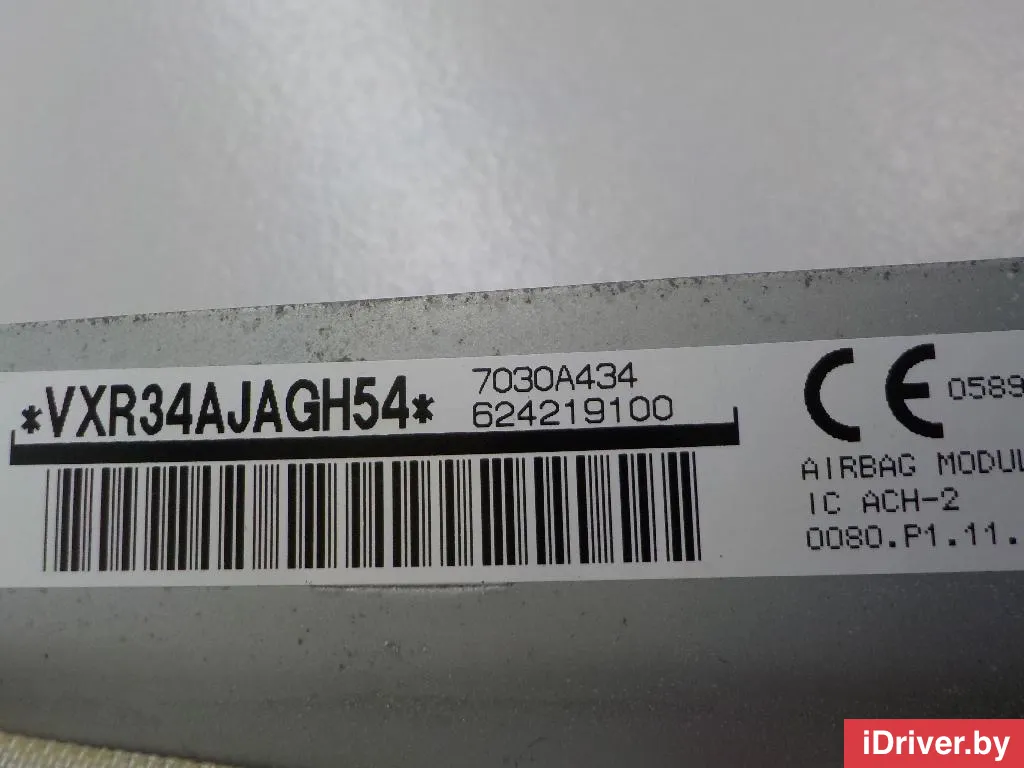 *VXR34AJAGH54*
7030A434
624219100
CE 0589
AIRBAG MODUL
IC ACH-2
0080.P1.11.
iDriver.by